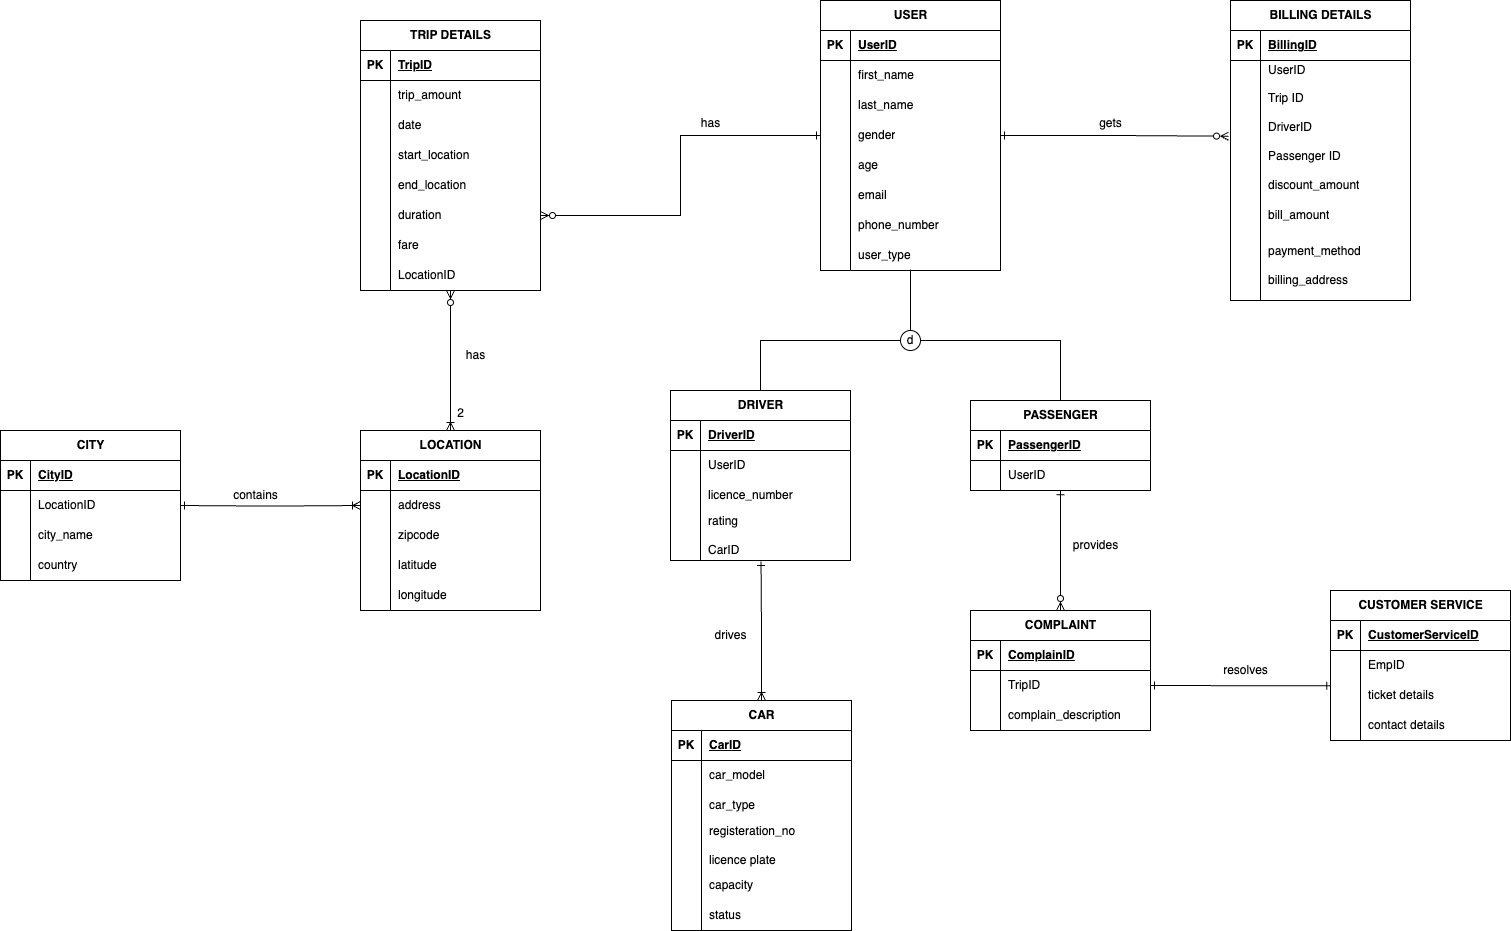 TRIP DETAILS
PK TripID
trip_amount
date
start_location
end_location
duration
fare
LocationID
has
USER
PK UserID
first_name
last_name
gender
age
email
phone_number
user_type
gets
BILLING DETAILS
PK BillingID
UserID
Trip ID
DriverID
Passenger ID
discount_amount
bill_amount
payment_method
billing_address
has
2
d
CITY
PK CityID
LocationID
city_name
country
contains
LOCATION
PK LocationID
address
zipcode
latitude
longitude
DRIVER
PK DriverID
UserID
licence_number
rating
CarID
drives
CAR
PK CarID
car_model
car_type
registeration_no
licence plate
capacity
status
PASSENGER
PK PassengerID
UserID
provides
COMPLAINT
PK ComplainID
TripID
complain_description
resolves
CUSTOMER SERVICE
PK CustomerServiceID
EmpID
ticket details
contact details